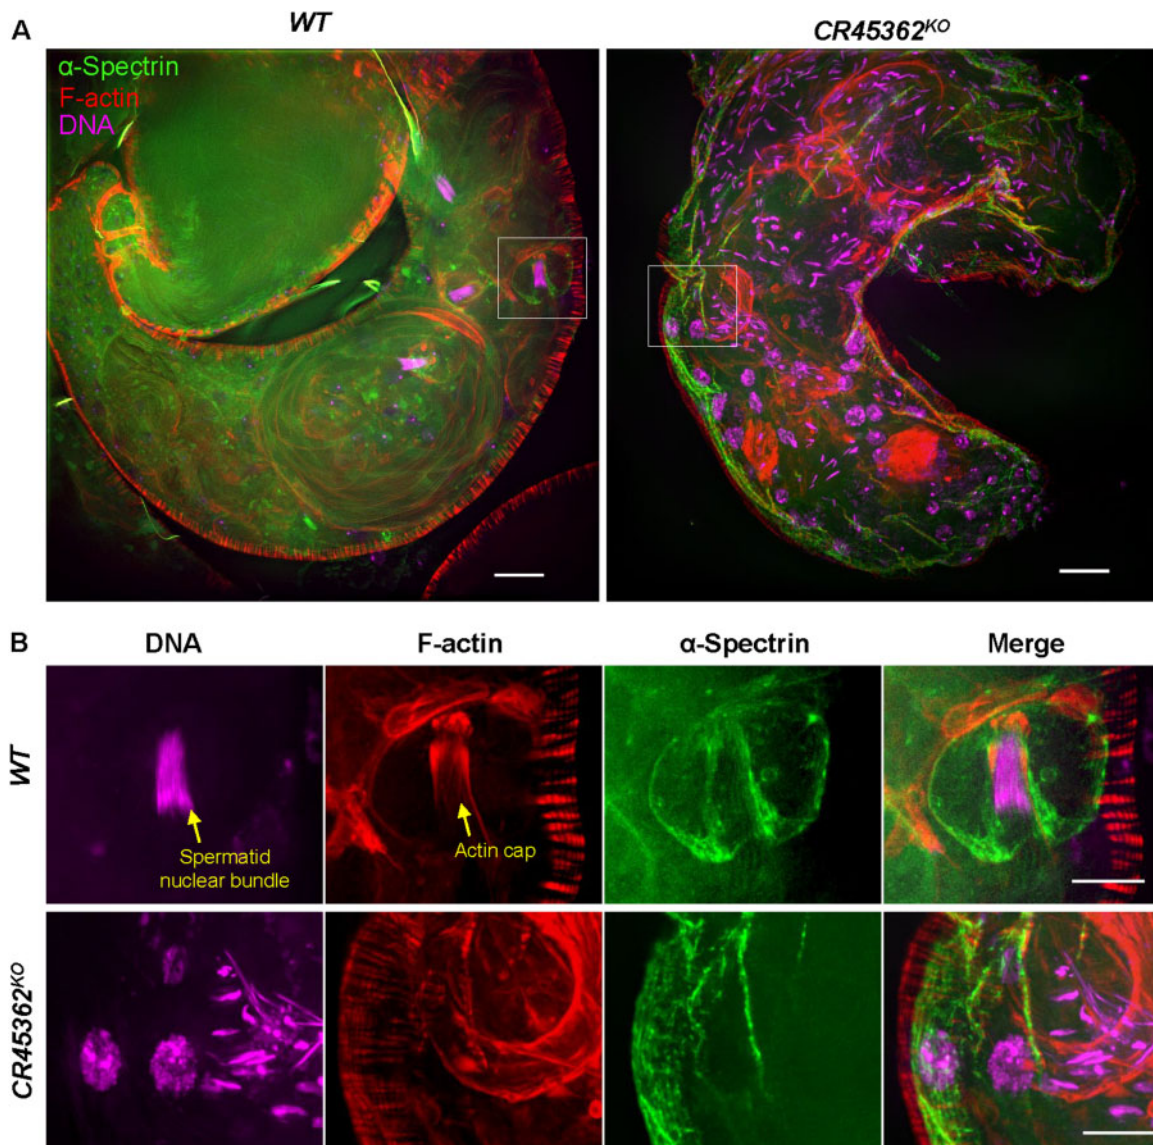 A
WT
CR45362KO
α-Spectrin
F-actin
DNA
B
DNA
F-actin
α-Spectrin
Merge
WT
Spermatid
nuclear bundle
Actin cap
CR45362KO